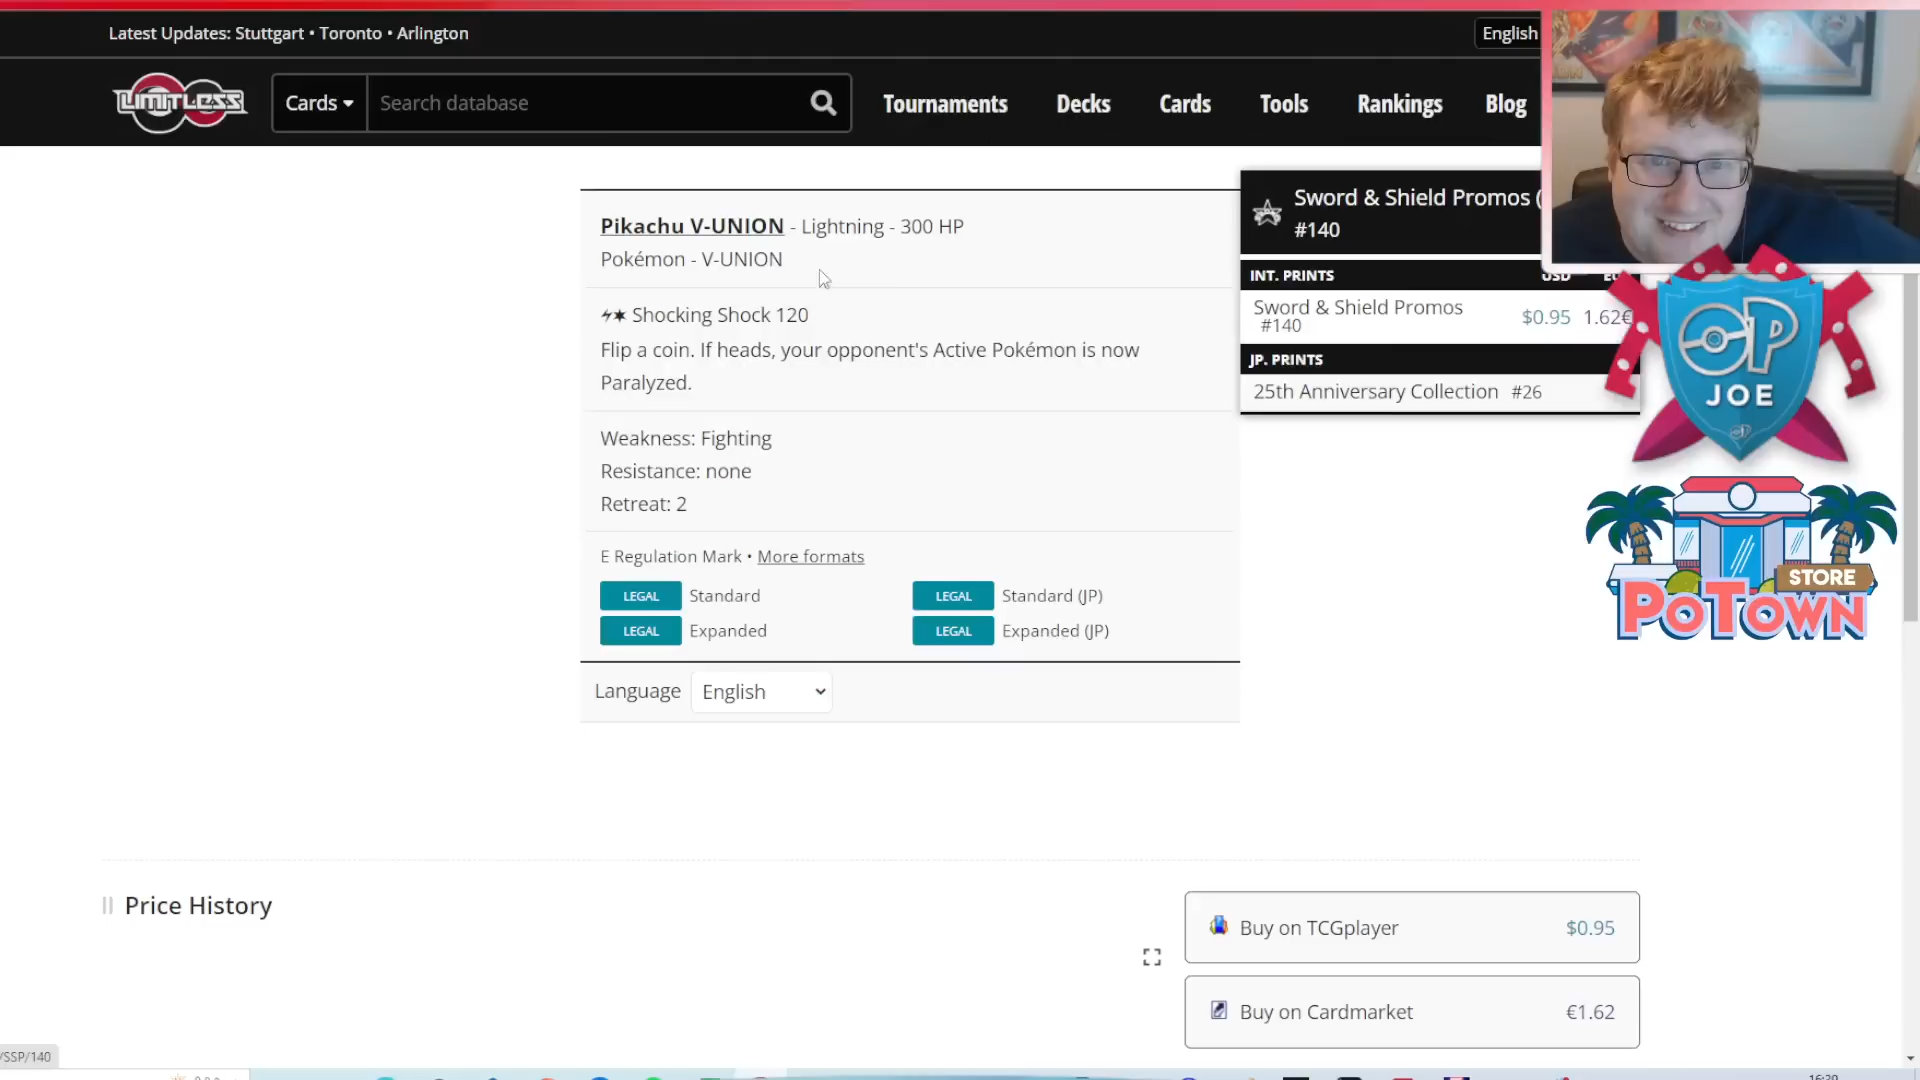 Latest Updates: Stuttgart • Toronto • Arlington
English
LIMITLESS
Cards
Search database
Tournaments
Decks
Cards
Tools
Rankings
Blog
Pikachu V-UNION - Lightning - 300 HP
Pokémon - V-UNION
Shocking Shock 120
Flip a coin. If heads, your opponent's Active Pokémon is now
Paralyzed.
Weakness: Fighting
Resistance: none
Retreat: 2
E Regulation Mark • More formats
LEGAL Standard
LEGAL Standard (JP)
LEGAL Expanded
LEGAL Expanded (JP)
Language English
Sword & Shield Promos (
#140
INT. PRINTS USD
Sword & Shield Promos
#140
$0.95 1.62€
JP. PRINTS
25th Anniversary Collection #26
OP
JOE
STORE
POTOWN
Price History
Buy on TCGplayer $0.95
Buy on Cardmarket €1.62
/SSP/140